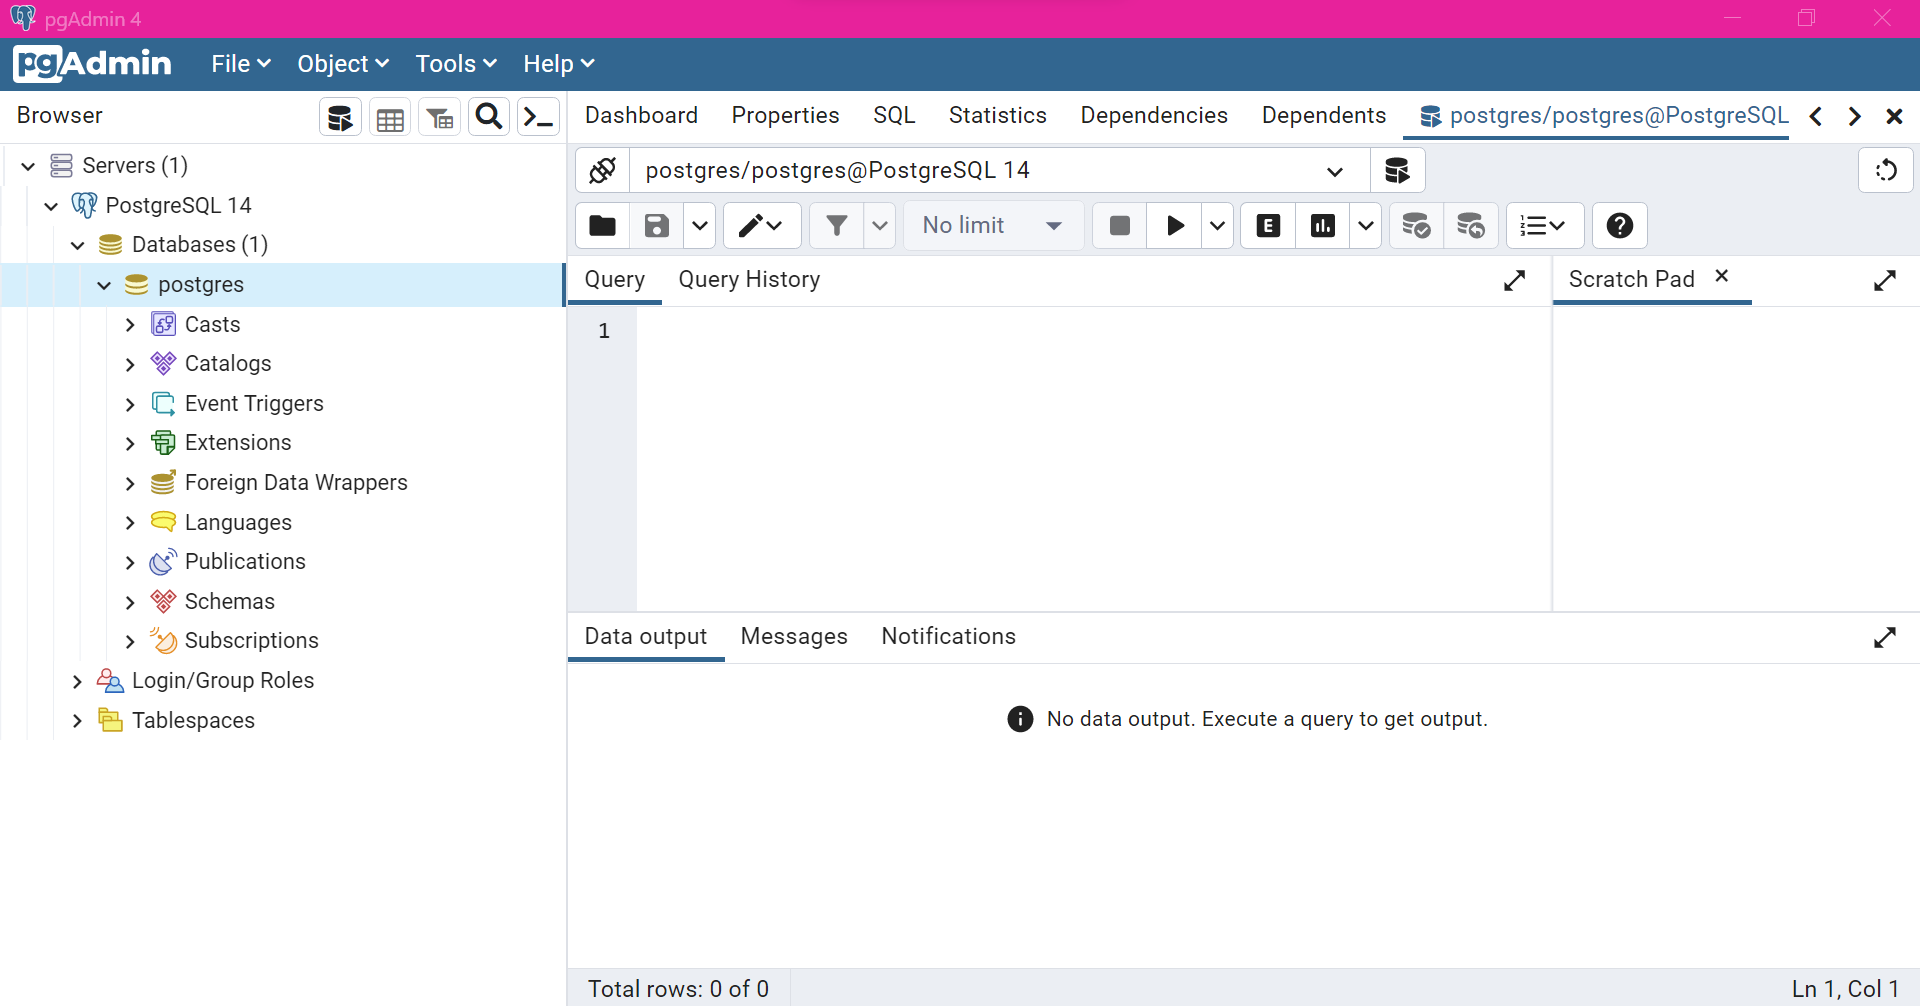 pgAdmin 4
pgAdmin File Object Tools Help
Browser
Dashboard Properties SQL Statistics Dependencies Dependents postgres/postgres@PostgreSQL
Servers (1)
PostgreSQL 14
Databases (1)
postgres
Casts
Catalogs
Event Triggers
Extensions
Foreign Data Wrappers
Languages
Publications
Schemas
Subscriptions
Login/Group Roles
Tablespaces
postgres/postgres@PostgreSQL 14
No limit E
Query Query History
Scratch Pad
1
Data output Messages Notifications
No data output. Execute a query to get output.
Total rows: 0 of 0
Ln 1, Col 1